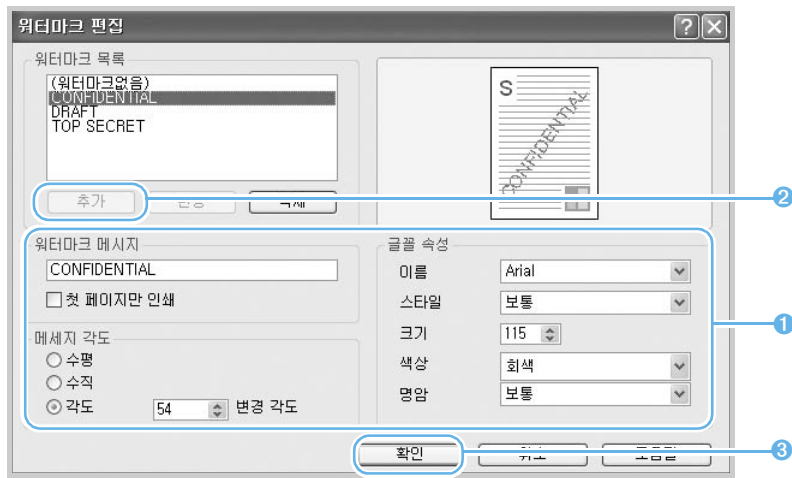 워터마크 편집
워터마크 목록
(워터마크없음)
CONFIDENTIAL
DRAFT
TOP SECRET
추가
S
CONFIDENTIAL
2
워터마크 메시지
CONFIDENTIAL
첫 페이지만 인쇄
메세지 각도
수평
수직
각도 54 변경 각도
글꼴 속성
이름 Arial
스타일 보통
크기 115
색상 회색
명암 보통
1
확인
3